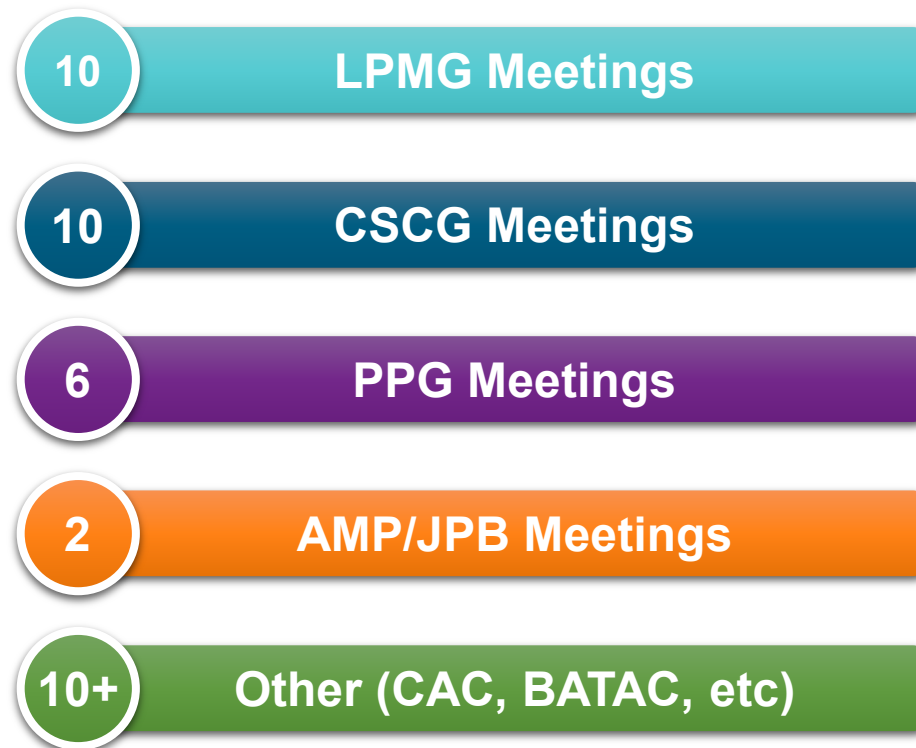 10 LPMG Meetings
10 CSCG Meetings
6 PPG Meetings
2 AMP/JPB Meetings
10+ Other (CAC, BATAC, etc)